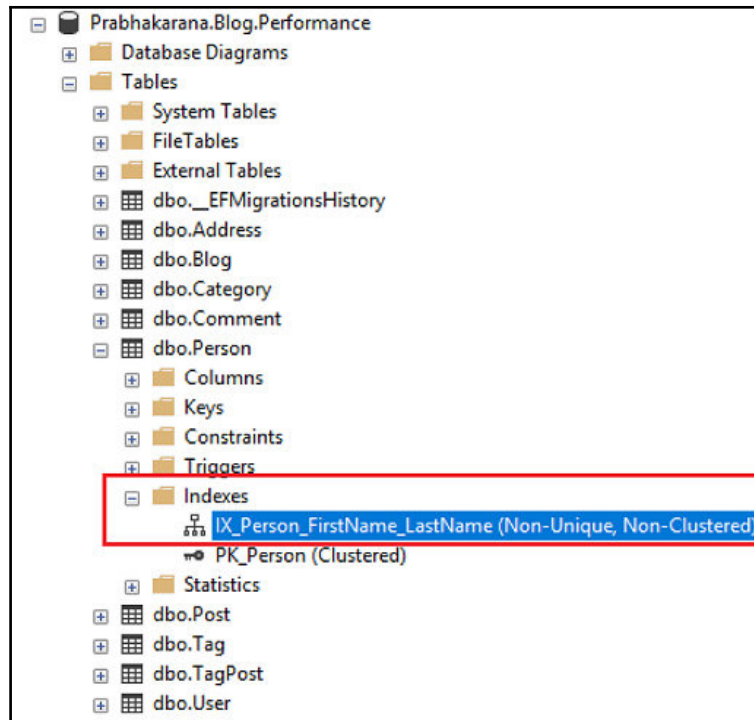 Prabhakarana.Blog.Performance
Database Diagrams
Tables
System Tables
FileTables
External Tables
dbo.__EFMigrationsHistory
dbo.Address
dbo.Blog
dbo.Category
dbo.Comment
dbo.Person
Columns
Keys
Constraints
Triggers
Indexes
IX_Person_FirstName_LastName (Non-Unique, Non-Clustered)
PK_Person (Clustered)
Statistics
dbo.Post
dbo.Tag
dbo.TagPost
dbo.User